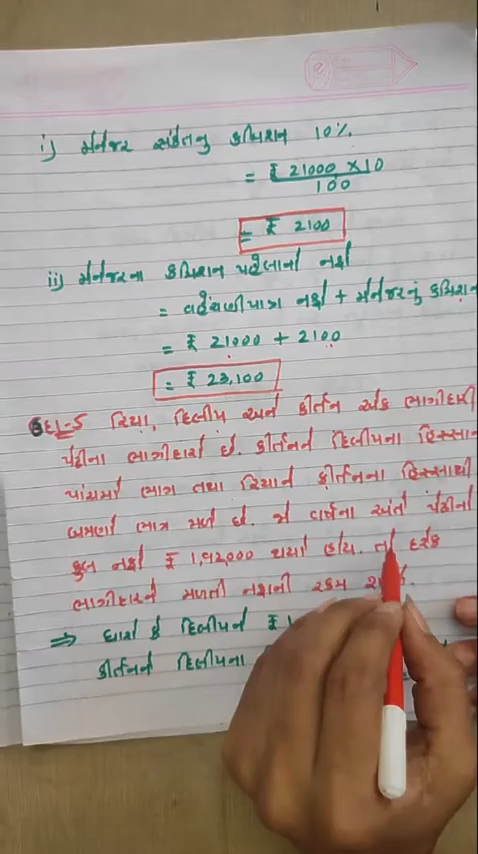 i) મેનેજર સંકેતનુ કમિશન 10%.
= ₹ 21000 × 10
100
= ₹ 2100
ii) મેનેજરના કમિશન પહેલાનો નફો
= વહેંચણીપાત્ર નફો + મેનેજરનું કમિશન
= ₹ 21000 + 2100
= ₹ 23,100
ઉદા-5 રિયા, દિલીપ અને કીર્તન એક ભાગીદારી
પેઢીના ભાગીદારો છે. કીર્તનને દિલીપના હિસ્સાના
પાંચમો ભાગ તથા રિયાને કીર્તનના હિસ્સાથી
બમણો ભાગ મળે છે. જો વર્ષના અંતે પેઢીનો
કુલ નફો ₹ 1,92,000 થયો હોય. તો દરેક
ભાગીદારને મળતી નફાની રકમ
⇒ ધારો કે દિલીપને ₹
કીર્તનને દિલીપના